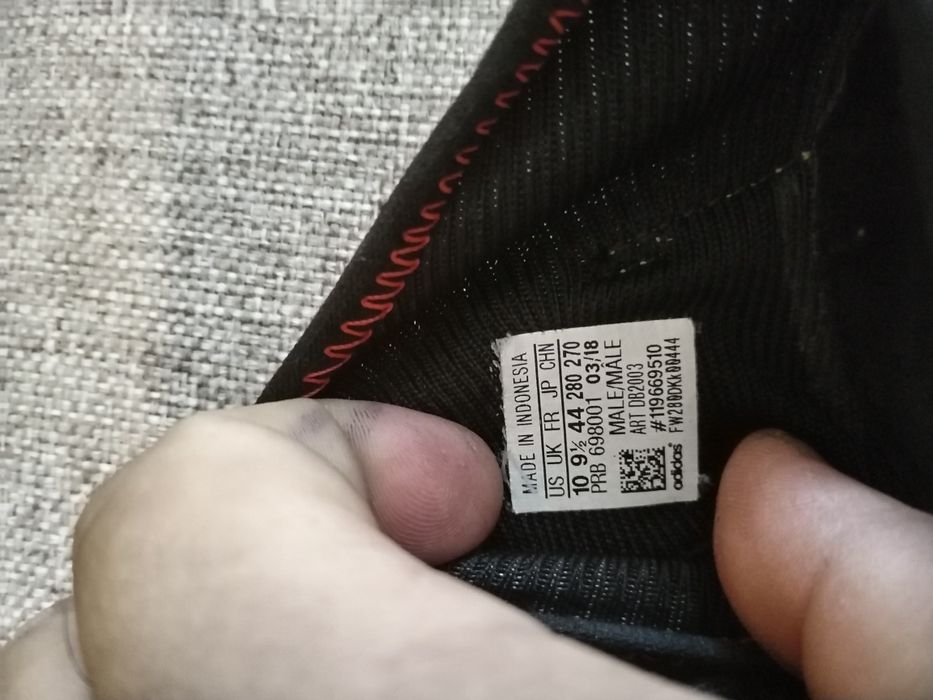 MADE IN INDONESIA
US UK FR JP CHN
10 9½ 44 280 270
PRB 698001 03/18
MALE/MALE
ART DB2003
#119669510
adidas® FW280DKK00444